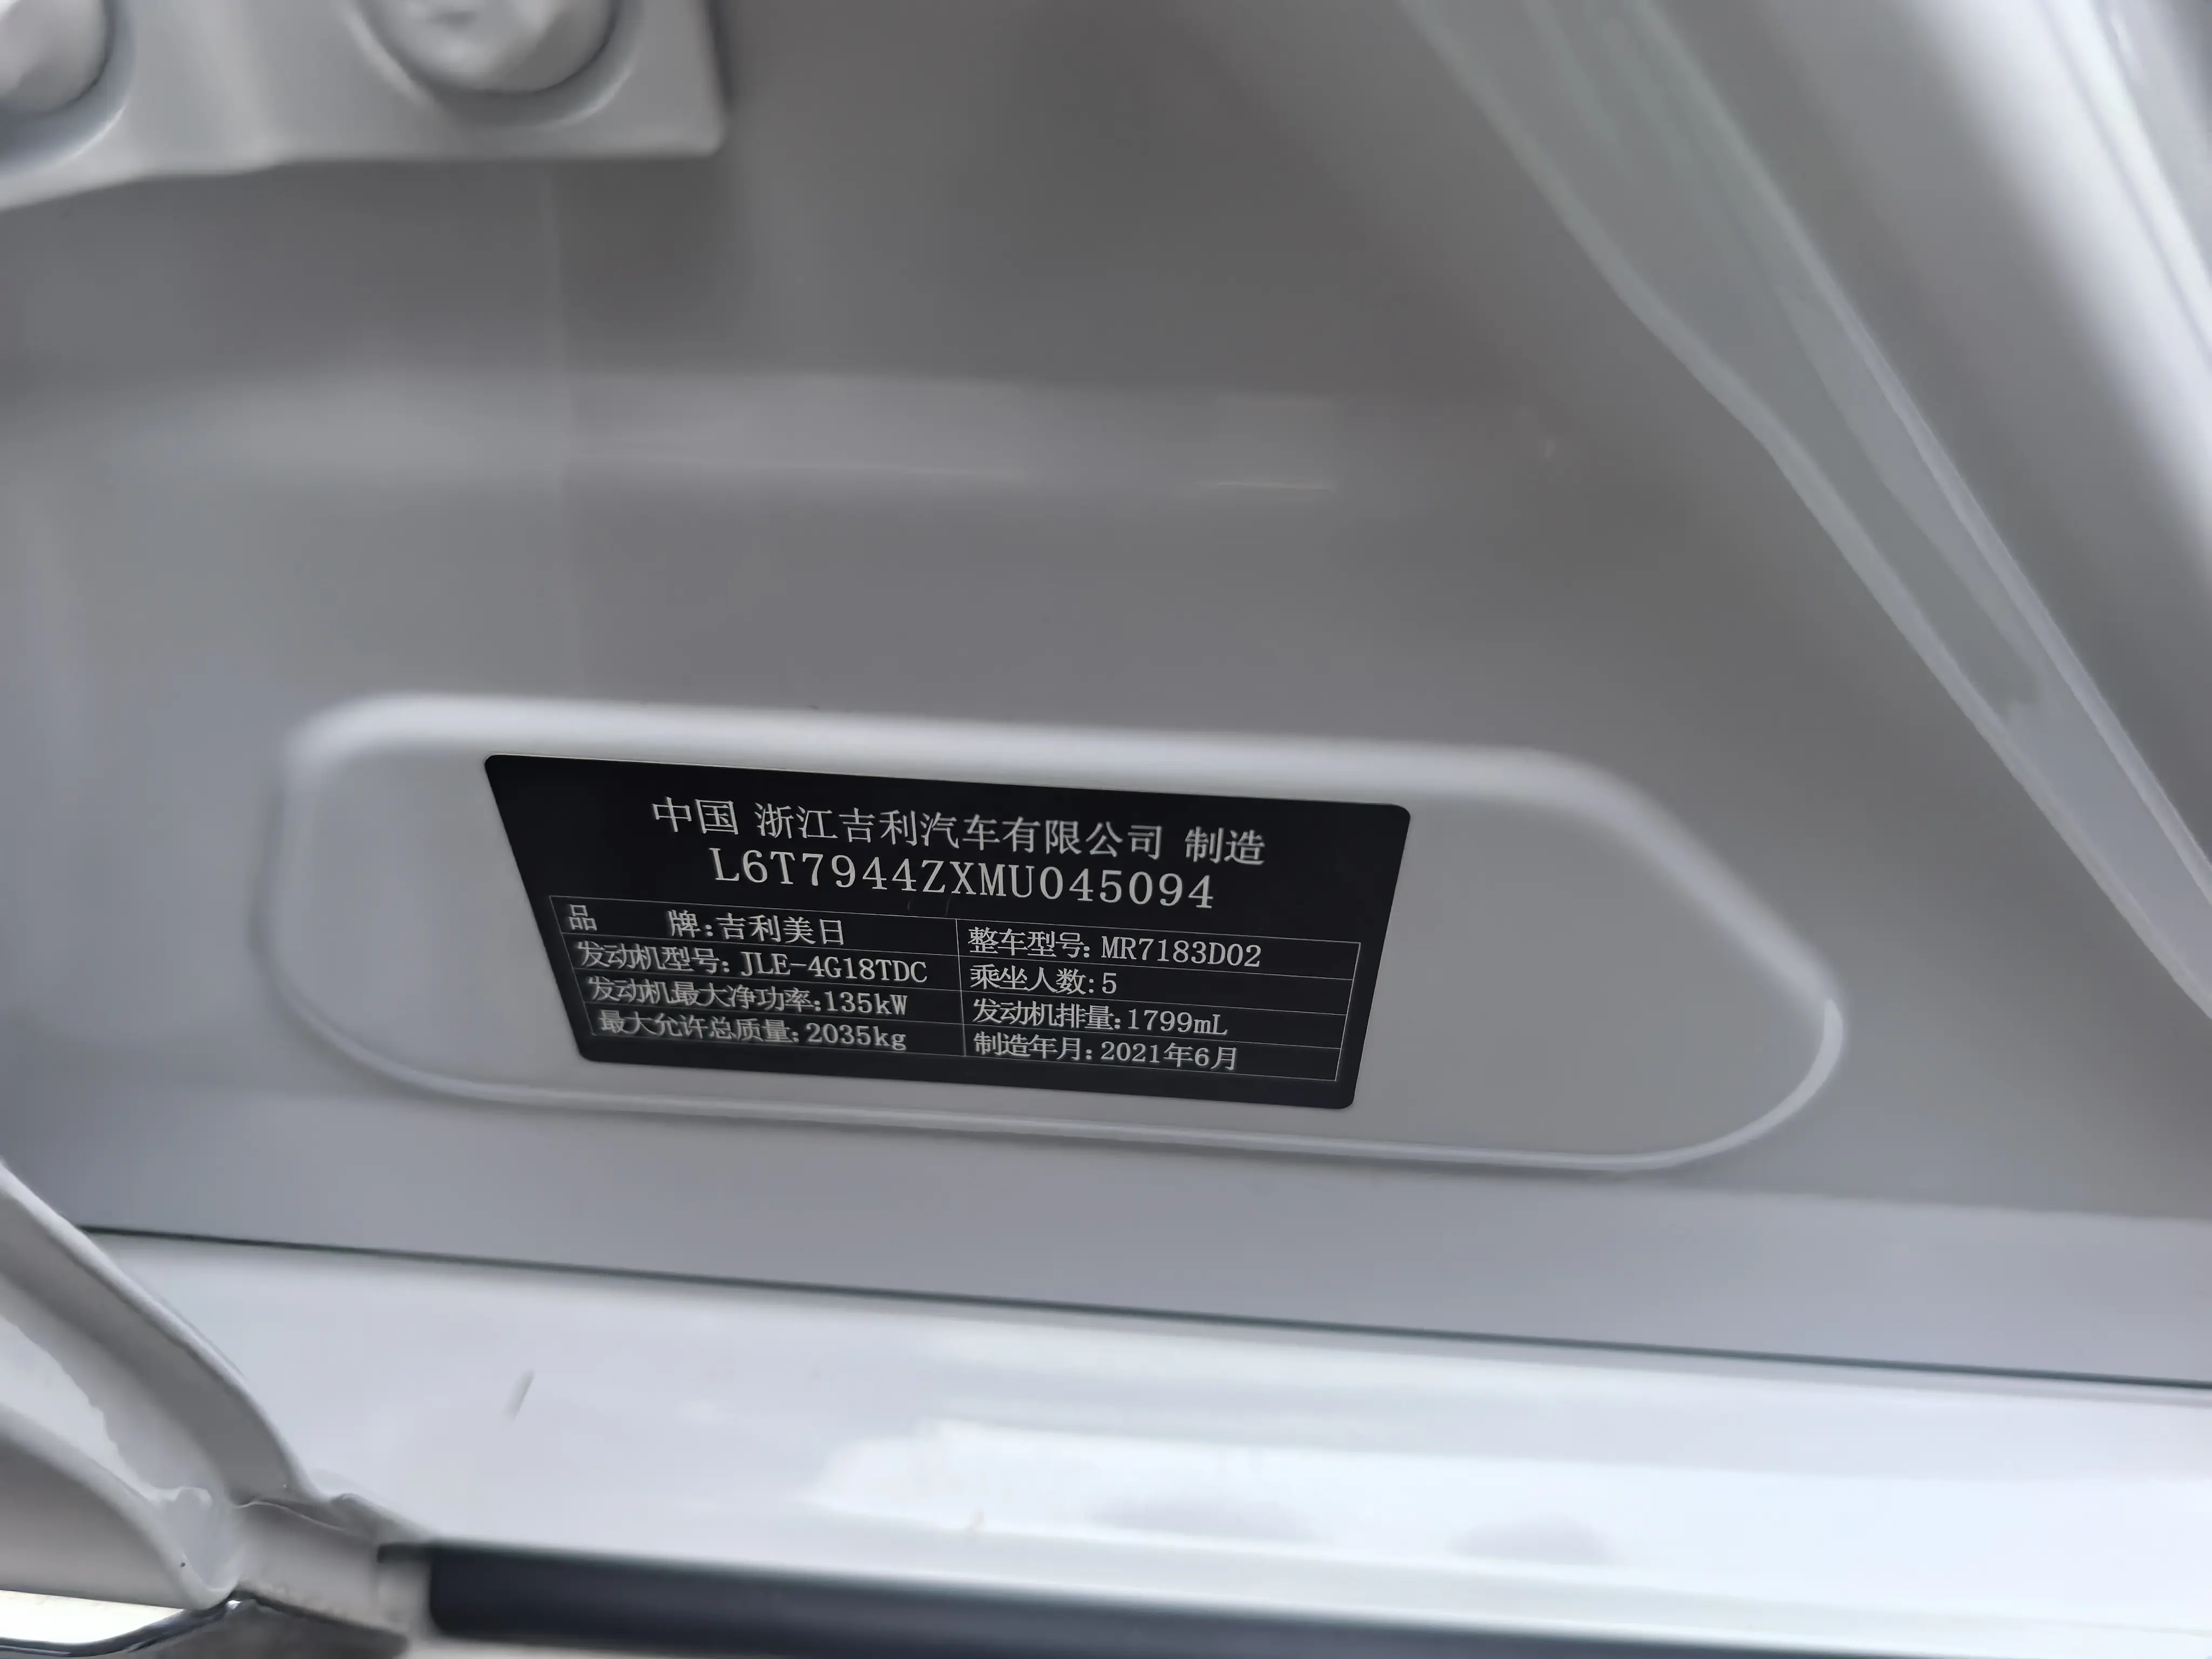 中国 浙江吉利汽车有限公司 制造
L6T7944ZXMU045094
品 牌:吉利美日 整车型号:MR7183D02
发动机型号:JLE-4G18TDC 乘坐人数:5
发动机最大净功率:135kW 发动机排量:1799mL
最大允许总质量:2035kg 制造年月:2021年6月